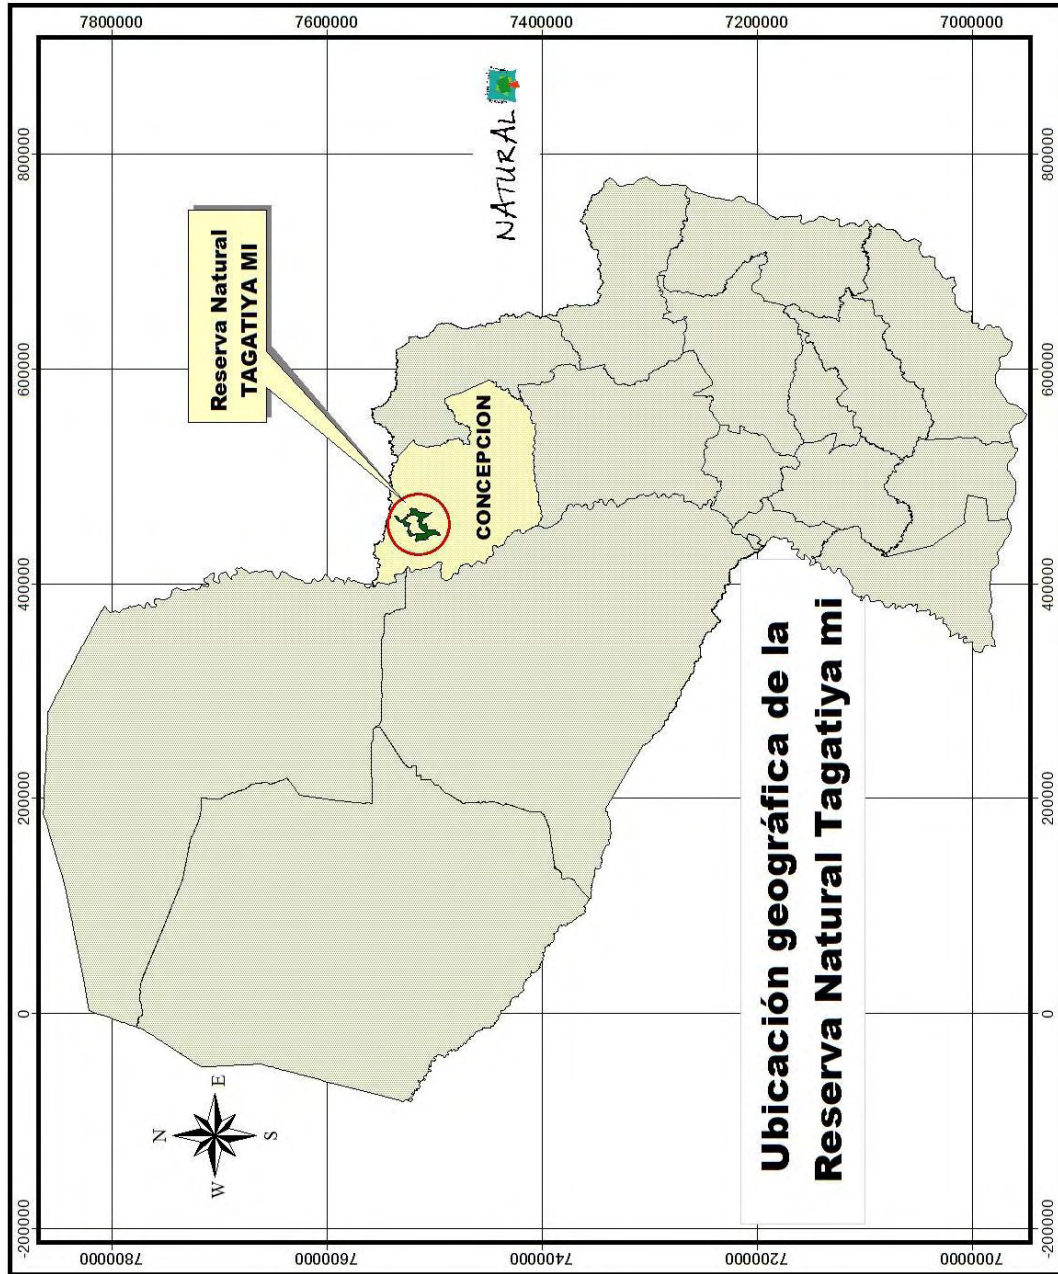 -200000
0
200000
400000
600000
800000
7800000
7600000
7400000
7200000
7000000
N
W
E
S
Reserva Natural
TAGATIYA MI
CONCEPCION
NATURAL
Ubicación geográfica de la
Reserva Natural Tagatiya mi
7800000
7600000
7400000
7200000
7000000
-200000
0
200000
400000
600000
800000